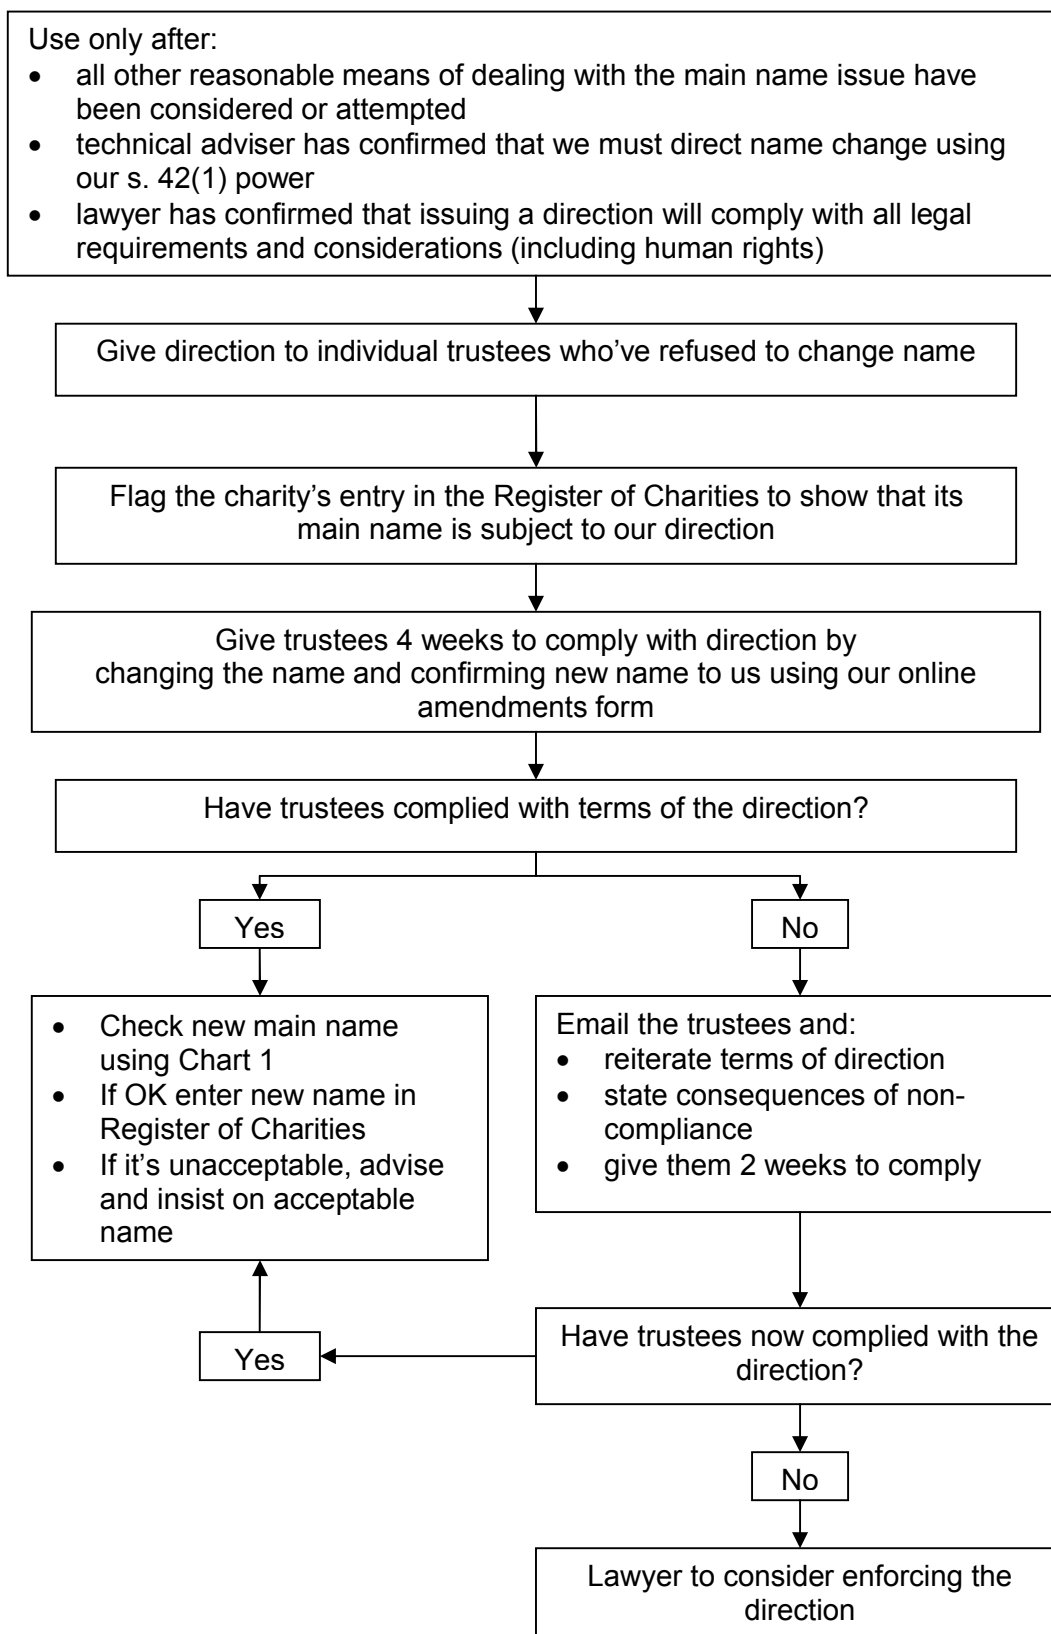 Use only after:
• all other reasonable means of dealing with the main name issue have
been considered or attempted
• technical adviser has confirmed that we must direct name change using
our s. 42(1) power
• lawyer has confirmed that issuing a direction will comply with all legal
requirements and considerations (including human rights)
Give direction to individual trustees who’ve refused to change name
Flag the charity’s entry in the Register of Charities to show that its
main name is subject to our direction
Give trustees 4 weeks to comply with direction by
changing the name and confirming new name to us using our online
amendments form
Have trustees complied with terms of the direction?
Yes
No
• Check new main name
using Chart 1
• If OK enter new name in
Register of Charities
• If it’s unacceptable, advise
and insist on acceptable
name
Email the trustees and:
• reiterate terms of direction
• state consequences of non-
compliance
• give them 2 weeks to comply
Have trustees now complied with the
direction?
Yes
No
Lawyer to consider enforcing the
direction